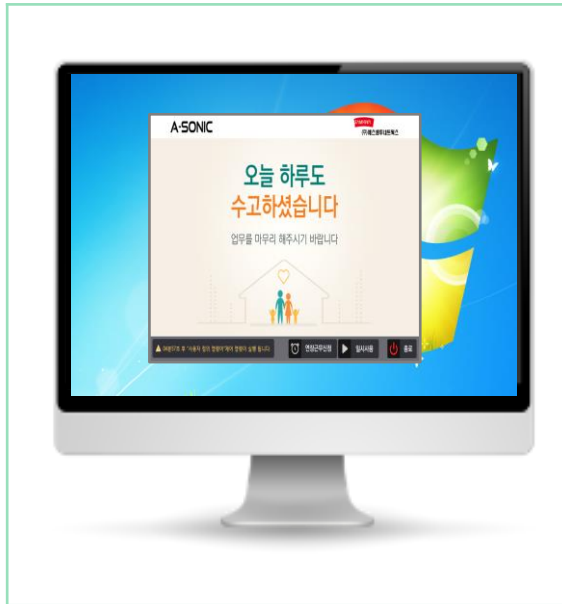 A-SONIC
오늘 하루도
수고하셨습니다
업무를 마무리 해주시기 바랍니다
연장근무신청
일시사용
종료